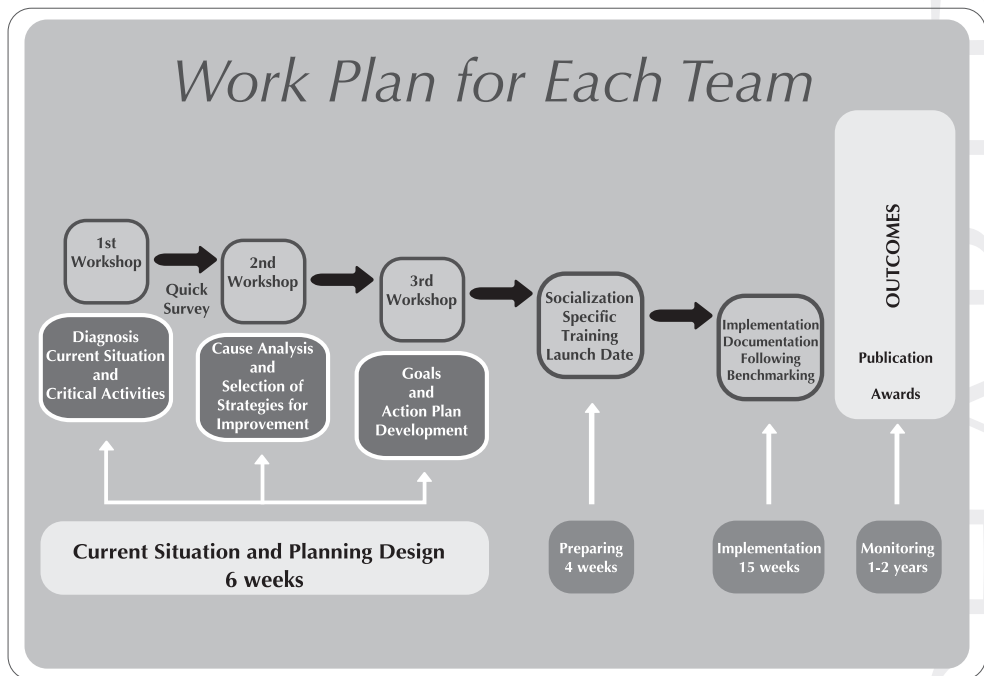 Work Plan for Each Team
1st
Workshop
Quick
Survey
2nd
Workshop
3rd
Workshop
Socialization
Specific
Training
Launch Date
Implementation
Documentation
Following
Benchmarking
OUTCOMES
Publication
Awards
Diagnosis
Current Situation
and
Critical Activities
Cause Analysis
and
Selection of
Strategies for
Improvement
Goals
and
Action Plan
Development
Current Situation and Planning Design
6 weeks
Preparing
4 weeks
Implementation
15 weeks
Monitoring
1-2 years